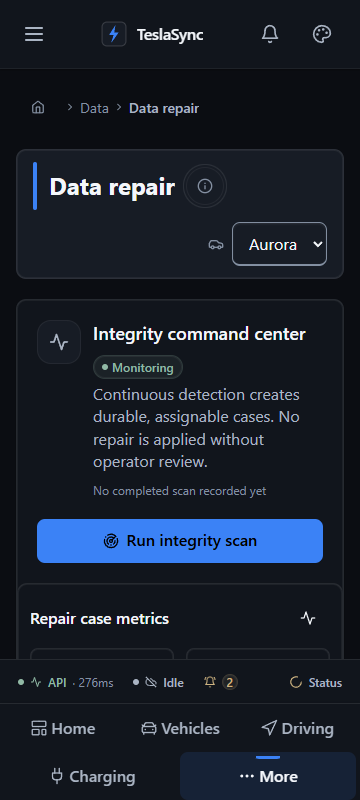 TeslaSync
Data
Data repair
Data repair
Aurora
Integrity command center
Monitoring
Continuous detection creates
durable, assignable cases. No
repair is applied without
operator review.
No completed scan recorded yet
Run integrity scan
Repair case metrics
API · 276ms
Idle
2
Status
Home
Vehicles
Driving
Charging
More